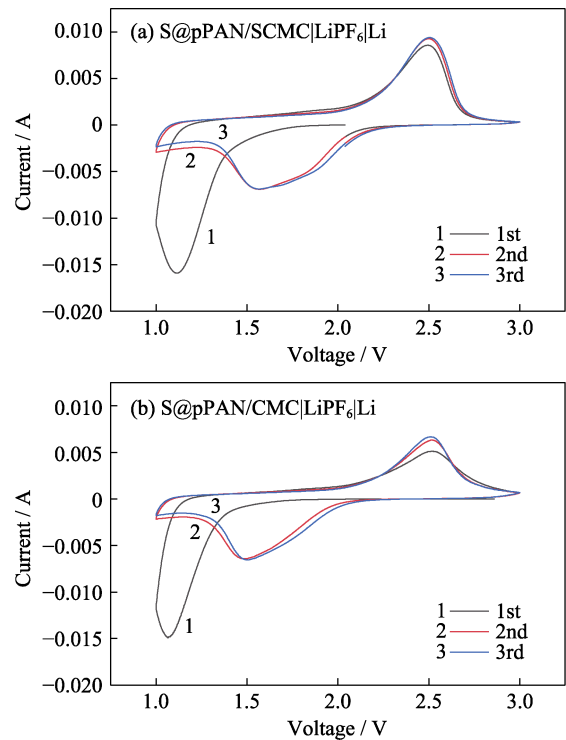 (a) S@pPAN/SCMC|LiPF₆|Li
0.010
0.005
0
−0.005
−0.010
−0.015
−0.020
Current / A
3
2
1
1 1st
2 2nd
3 3rd
1.0 1.5 2.0 2.5 3.0
Voltage / V
(b) S@pPAN/CMC|LiPF₆|Li
0.010
0.005
0
−0.005
−0.010
−0.015
−0.020
Current / A
3
2
1
1 1st
2 2nd
3 3rd
1.0 1.5 2.0 2.5 3.0
Voltage / V